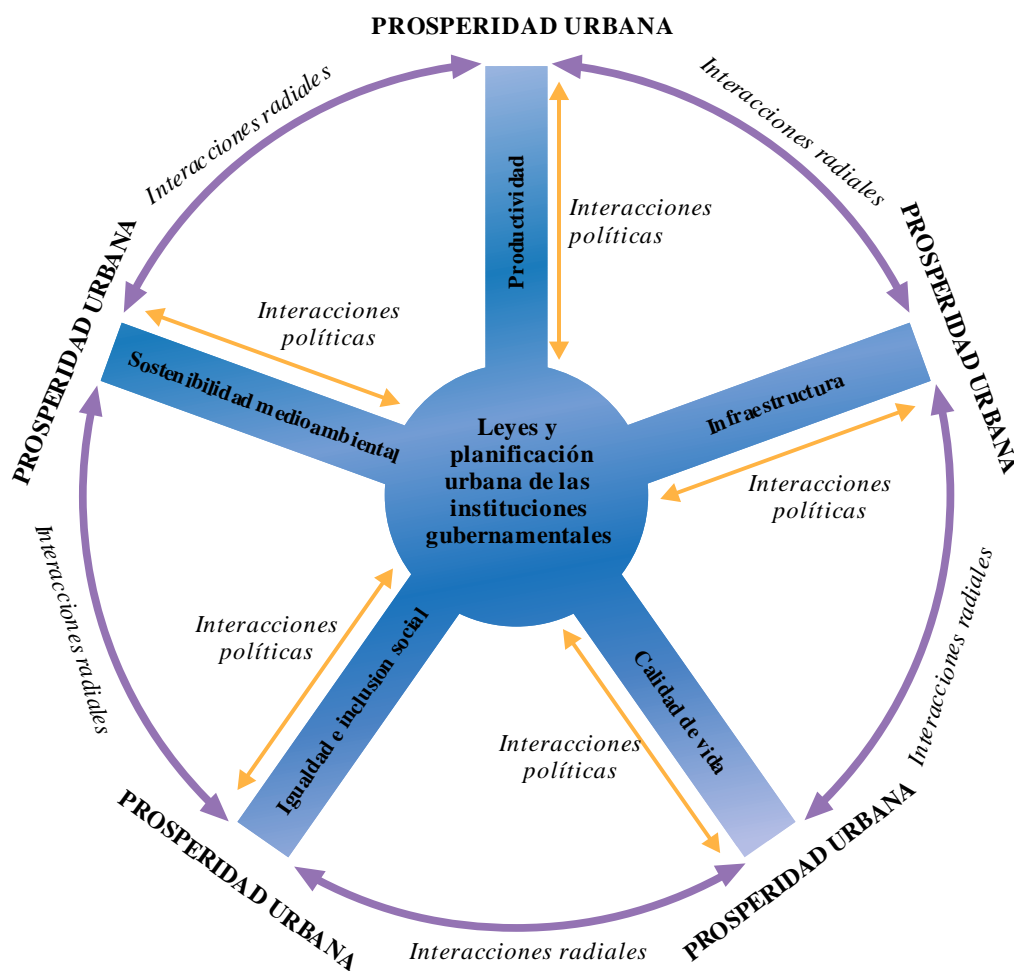 PROSPERIDAD URBANA
Interacciones radiales
Interacciones radiales
Productividad
Interacciones
políticas
PROSPERIDAD URBANA
PROSPERIDAD URBANA
Interacciones
políticas
Sostenibilidad medioambiental
Infraestructura
Leyes y
planificación
urbana de las
instituciones
gubernamentales
Interacciones
políticas
Interacciones radiales
Interacciones radiales
Interacciones
políticas
Igualdad e inclusion social
Calidad de vida
Interacciones
políticas
PROSPERIDAD URBANA
PROSPERIDAD URBANA
Interacciones radiales